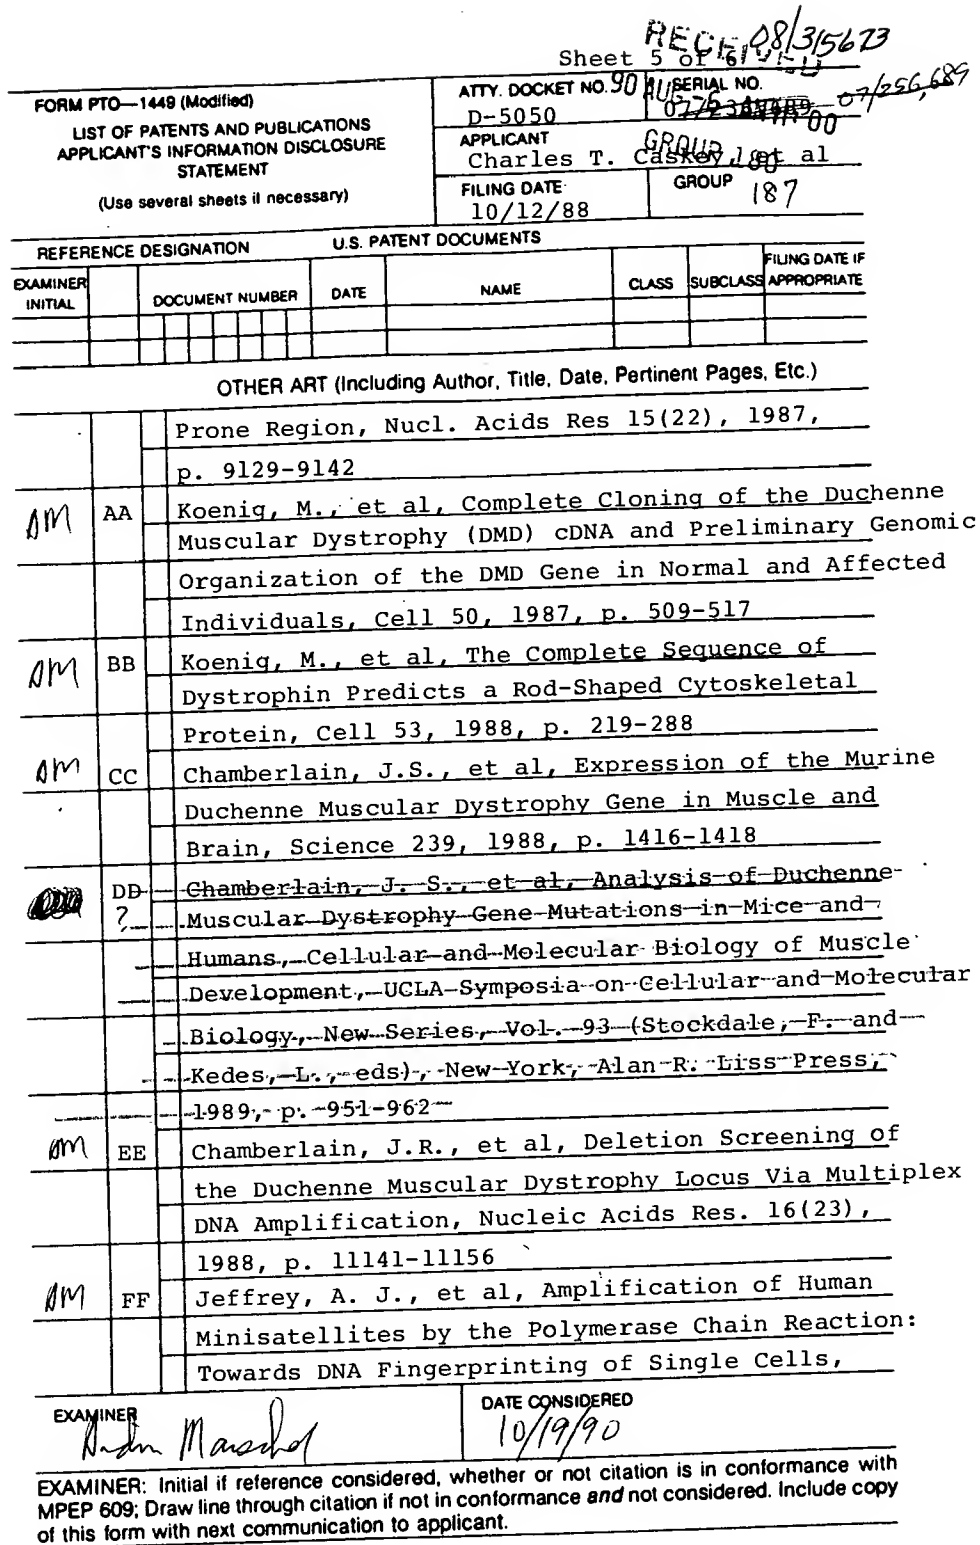 08/315673
RECEIVED
Sheet 5 of 6
FORM PTO—1449 (Modified)
LIST OF PATENTS AND PUBLICATIONS
APPLICANT'S INFORMATION DISCLOSURE
STATEMENT
(Use several sheets if necessary)
ATTY. DOCKET NO.
D-5050
90 AUG
SERIAL NO.
07/256,689
APPLICANT
Charles T. Caskey, et al
GROUP 180
FILING DATE
10/12/88
GROUP
187
REFERENCE DESIGNATION U.S. PATENT DOCUMENTS
EXAMINER INITIAL DOCUMENT NUMBER DATE NAME CLASS SUBCLASS FILING DATE IF APPROPRIATE
OTHER ART (Including Author, Title, Date, Pertinent Pages, Etc.)
Prone Region, Nucl. Acids Res 15(22), 1987,
p. 9129-9142
AM AA Koenig, M., et al, Complete Cloning of the Duchenne
Muscular Dystrophy (DMD) cDNA and Preliminary Genomic
Organization of the DMD Gene in Normal and Affected
Individuals, Cell 50, 1987, p. 509-517
AM BB Koenig, M., et al, The Complete Sequence of
Dystrophin Predicts a Rod-Shaped Cytoskeletal
Protein, Cell 53, 1988, p. 219-288
AM CC Chamberlain, J.S., et al, Expression of the Murine
Duchenne Muscular Dystrophy Gene in Muscle and
Brain, Science 239, 1988, p. 1416-1418
DD Chamberlain, J. S., et al, Analysis of Duchenne
? Muscular Dystrophy Gene Mutations in Mice and
Humans, Cellular and Molecular Biology of Muscle
Development, UCLA Symposia on Cellular and Molecular
Biology, New Series, Vol. 93 (Stockdale, F. and
Kedes, L., eds), New York, Alan R. Liss Press,
1989, p. 951-962
AM EE Chamberlain, J.R., et al, Deletion Screening of
the Duchenne Muscular Dystrophy Locus Via Multiplex
DNA Amplification, Nucleic Acids Res. 16(23),
1988, p. 11141-11156
AM FF Jeffrey, A. J., et al, Amplification of Human
Minisatellites by the Polymerase Chain Reaction:
Towards DNA Fingerprinting of Single Cells,
EXAMINER
DATE CONSIDERED
10/19/90
EXAMINER: Initial if reference considered, whether or not citation is in conformance with
MPEP 609; Draw line through citation if not in conformance and not considered. Include copy
of this form with next communication to applicant.